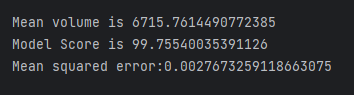 Mean volume is 6715.7614490772385
Model Score is 99.75540035391126
Mean squared error:0.0027673259118663075